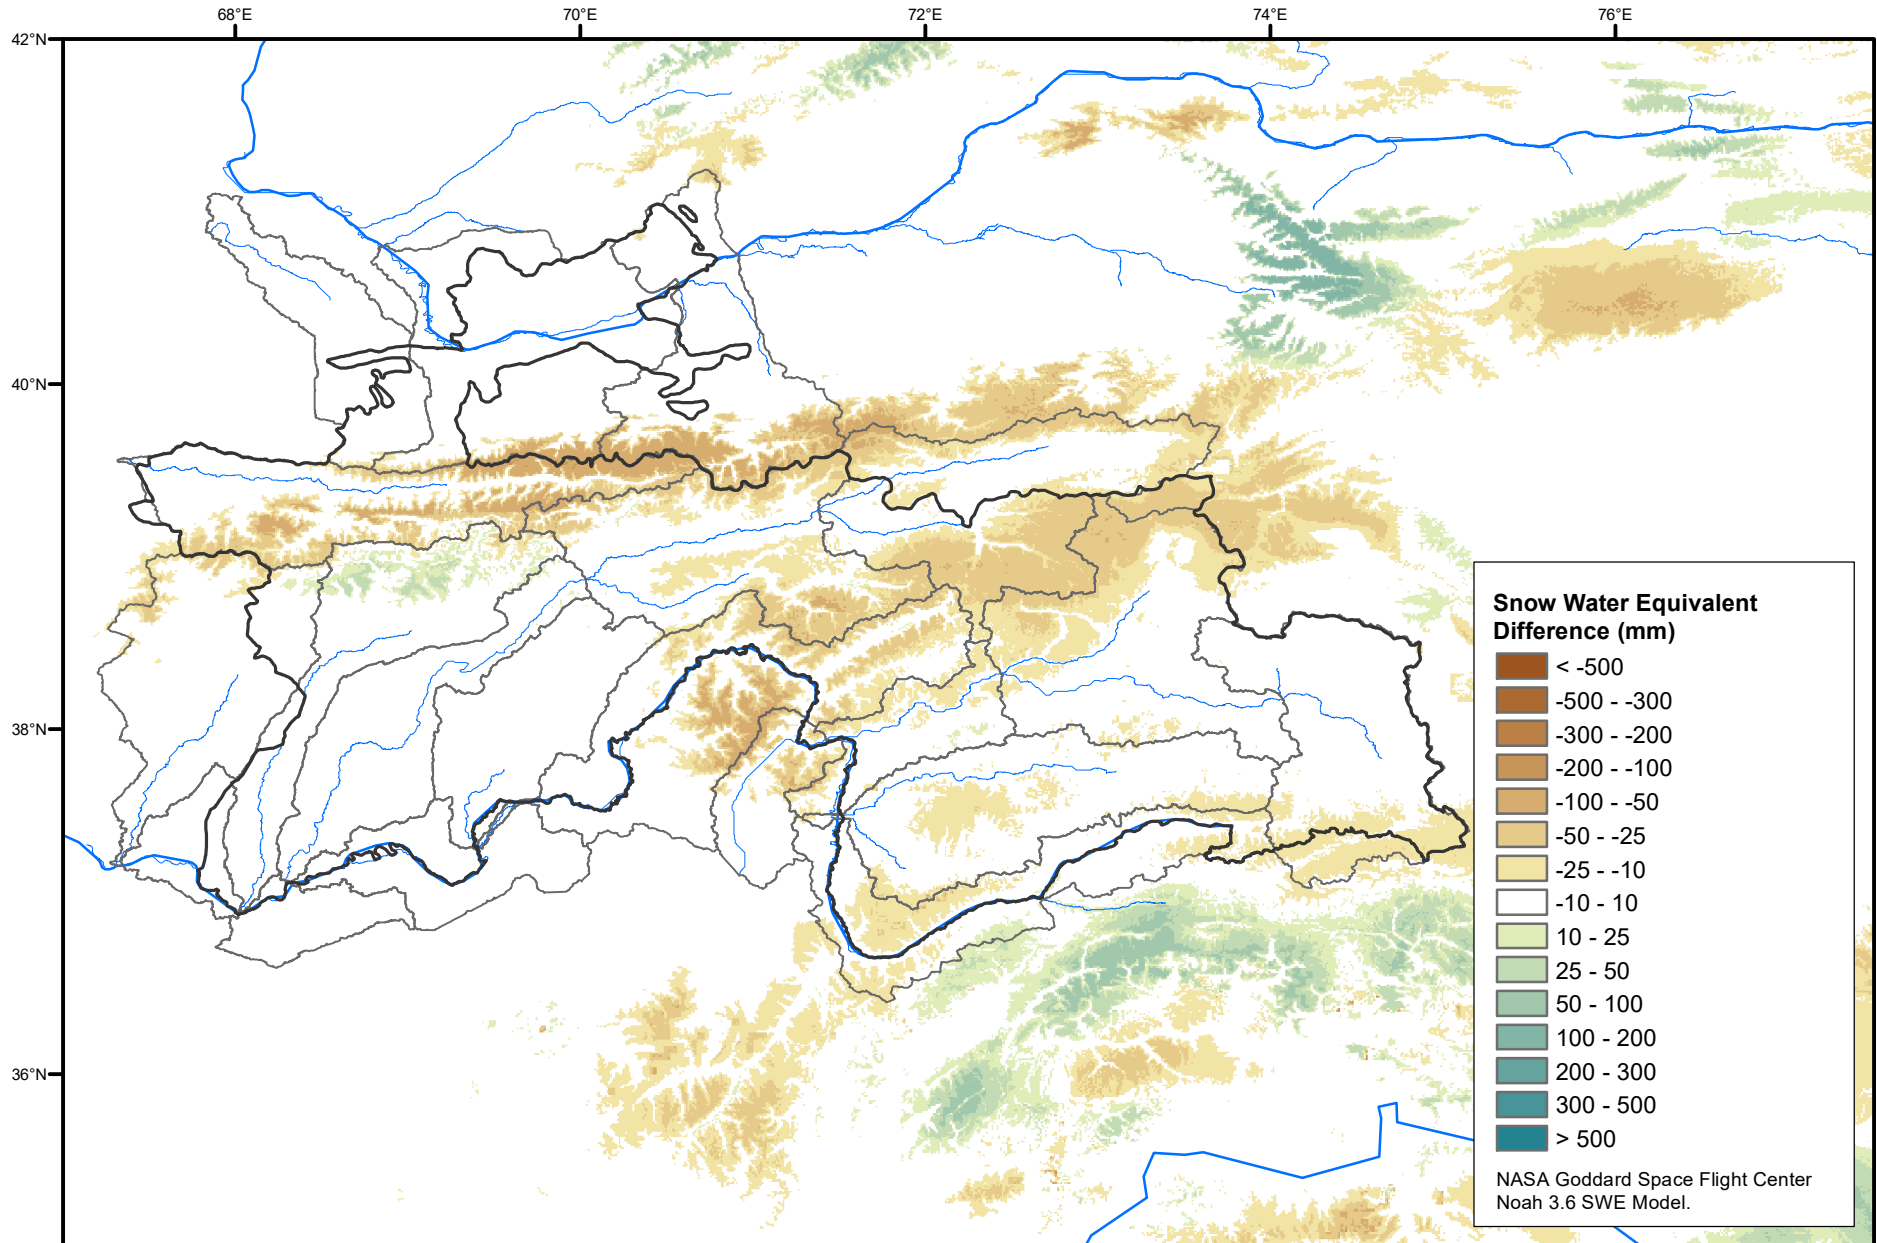 68°E
70°E
72°E
74°E
76°E
42°N
40°N
38°N
36°N
Snow Water Equivalent
Difference (mm)
< -500
-500 - -300
-300 - -200
-200 - -100
-100 - -50
-50 - -25
-25 - -10
-10 - 10
10 - 25
25 - 50
50 - 100
100 - 200
200 - 300
300 - 500
> 500
NASA Goddard Space Flight Center
Noah 3.6 SWE Model.